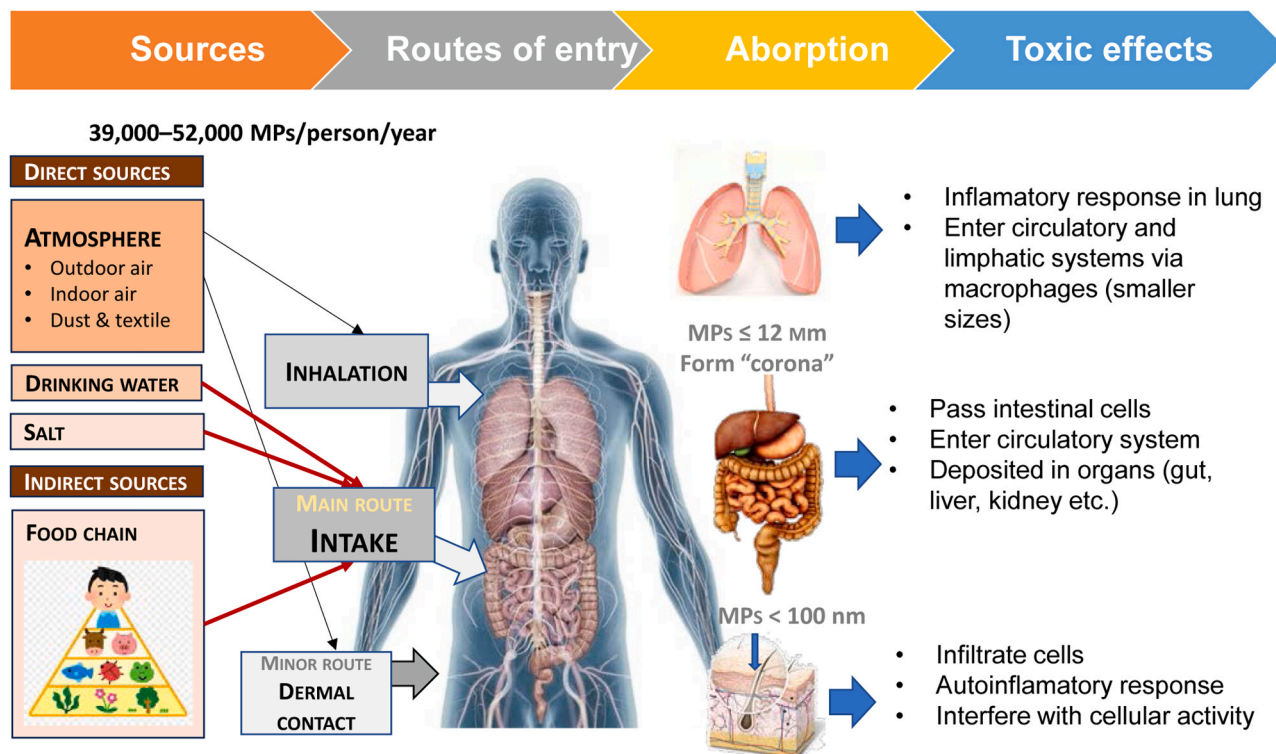 Sources
Routes of entry
Aborption
Toxic effects
39,000–52,000 MPs/person/year
DIRECT SOURCES
ATMOSPHERE
• Outdoor air
• Indoor air
• Dust & textile
DRINKING WATER
SALT
INDIRECT SOURCES
FOOD CHAIN
INHALATION
MAIN ROUTE
INTAKE
MINOR ROUTE
DERMAL
CONTACT
MPs ≤ 12 мm
Form “corona”
MPs < 100 nm
• Inflamatory response in lung
• Enter circulatory and
limphatic systems via
macrophages (smaller
sizes)
• Pass intestinal cells
• Enter circulatory system
• Deposited in organs (gut,
liver, kidney etc.)
• Infiltrate cells
• Autoinflamatory response
• Interfere with cellular activity